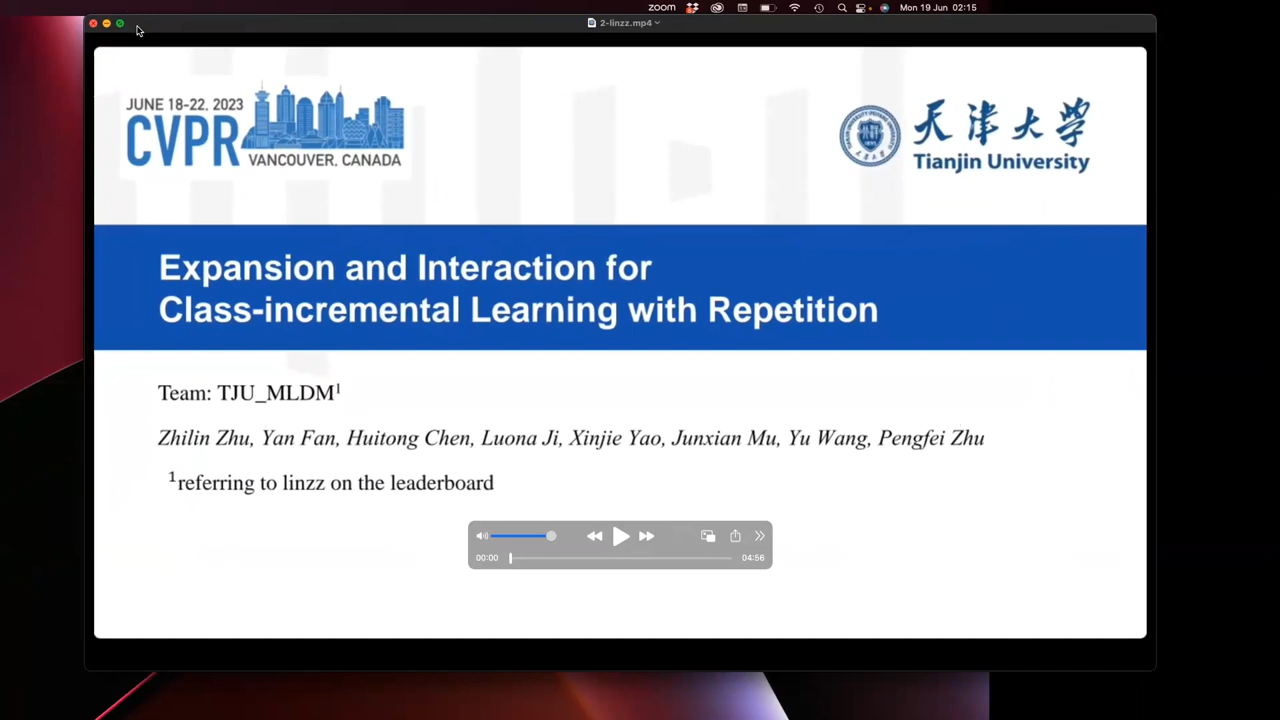 zoom
Mon 19 Jun 02:15
2-linzz.mp4
JUNE 18-22, 2023
CVPR
VANCOUVER, CANADA
天津大学
Tianjin University
Expansion and Interaction for
Class-incremental Learning with Repetition
Team: TJU_MLDM¹
Zhilin Zhu, Yan Fan, Huitong Chen, Luona Ji, Xinjie Yao, Junxian Mu, Yu Wang, Pengfei Zhu
¹referring to linzz on the leaderboard
00:00
04:56